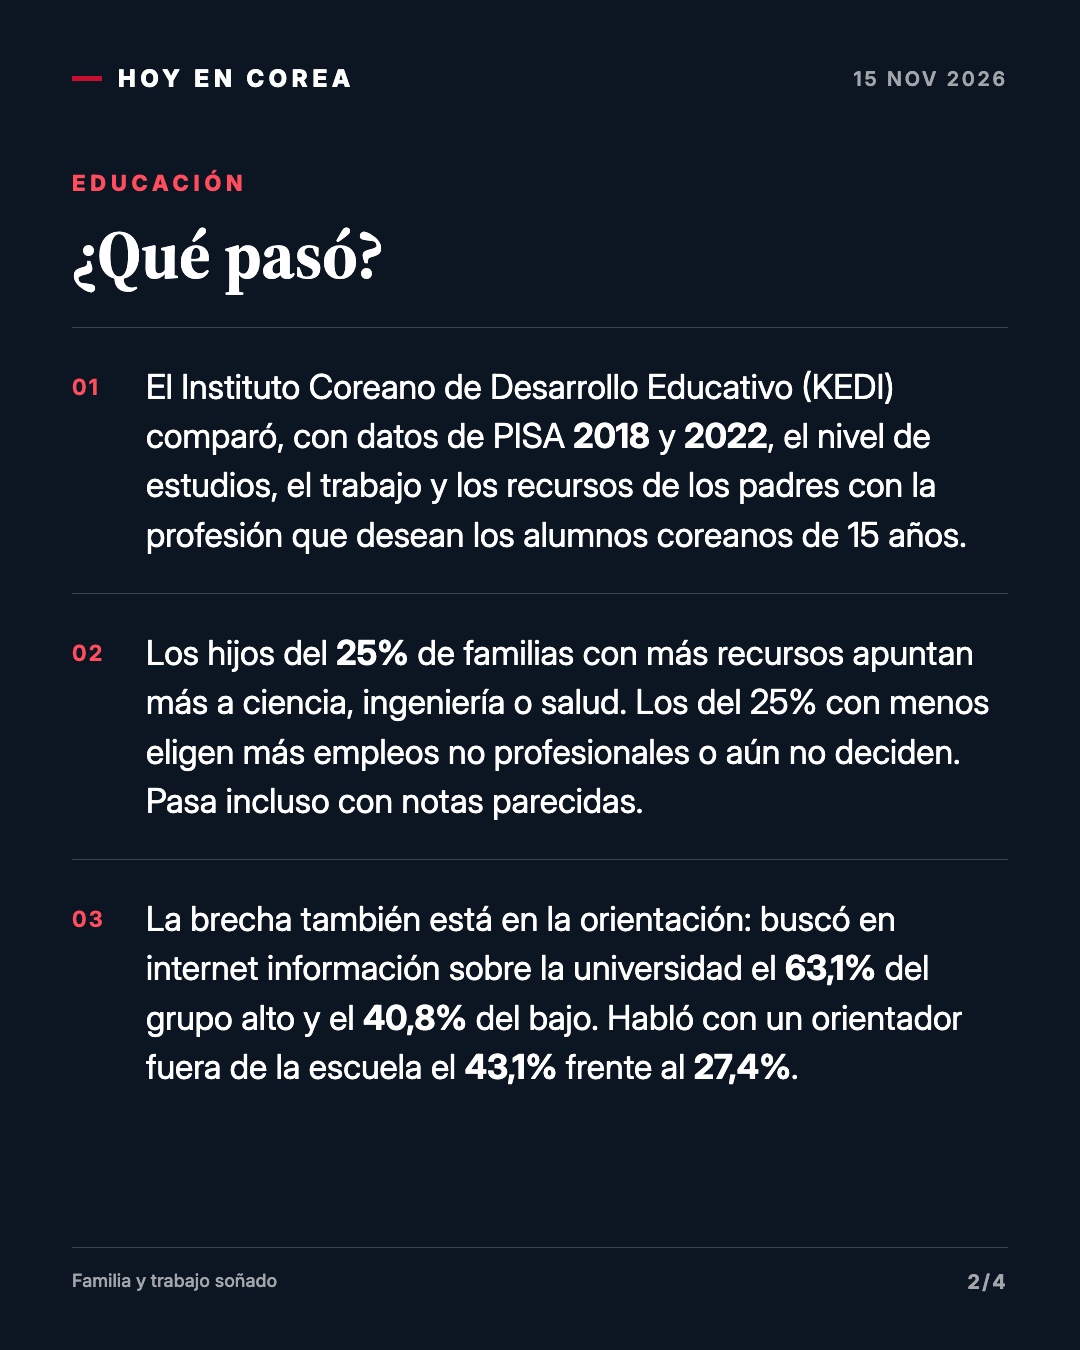 HOY EN COREA
15 NOV 2026
EDUCACIÓN
¿Qué pasó?
01
El Instituto Coreano de Desarrollo Educativo (KEDI)
comparó, con datos de PISA 2018 y 2022, el nivel de
estudios, el trabajo y los recursos de los padres con la
profesión que desean los alumnos coreanos de 15 años.
02
Los hijos del 25% de familias con más recursos apuntan
más a ciencia, ingeniería o salud. Los del 25% con menos
eligen más empleos no profesionales o aún no deciden.
Pasa incluso con notas parecidas.
03
La brecha también está en la orientación: buscó en
internet información sobre la universidad el 63,1% del
grupo alto y el 40,8% del bajo. Habló con un orientador
fuera de la escuela el 43,1% frente al 27,4%.
Familia y trabajo soñado
2/4